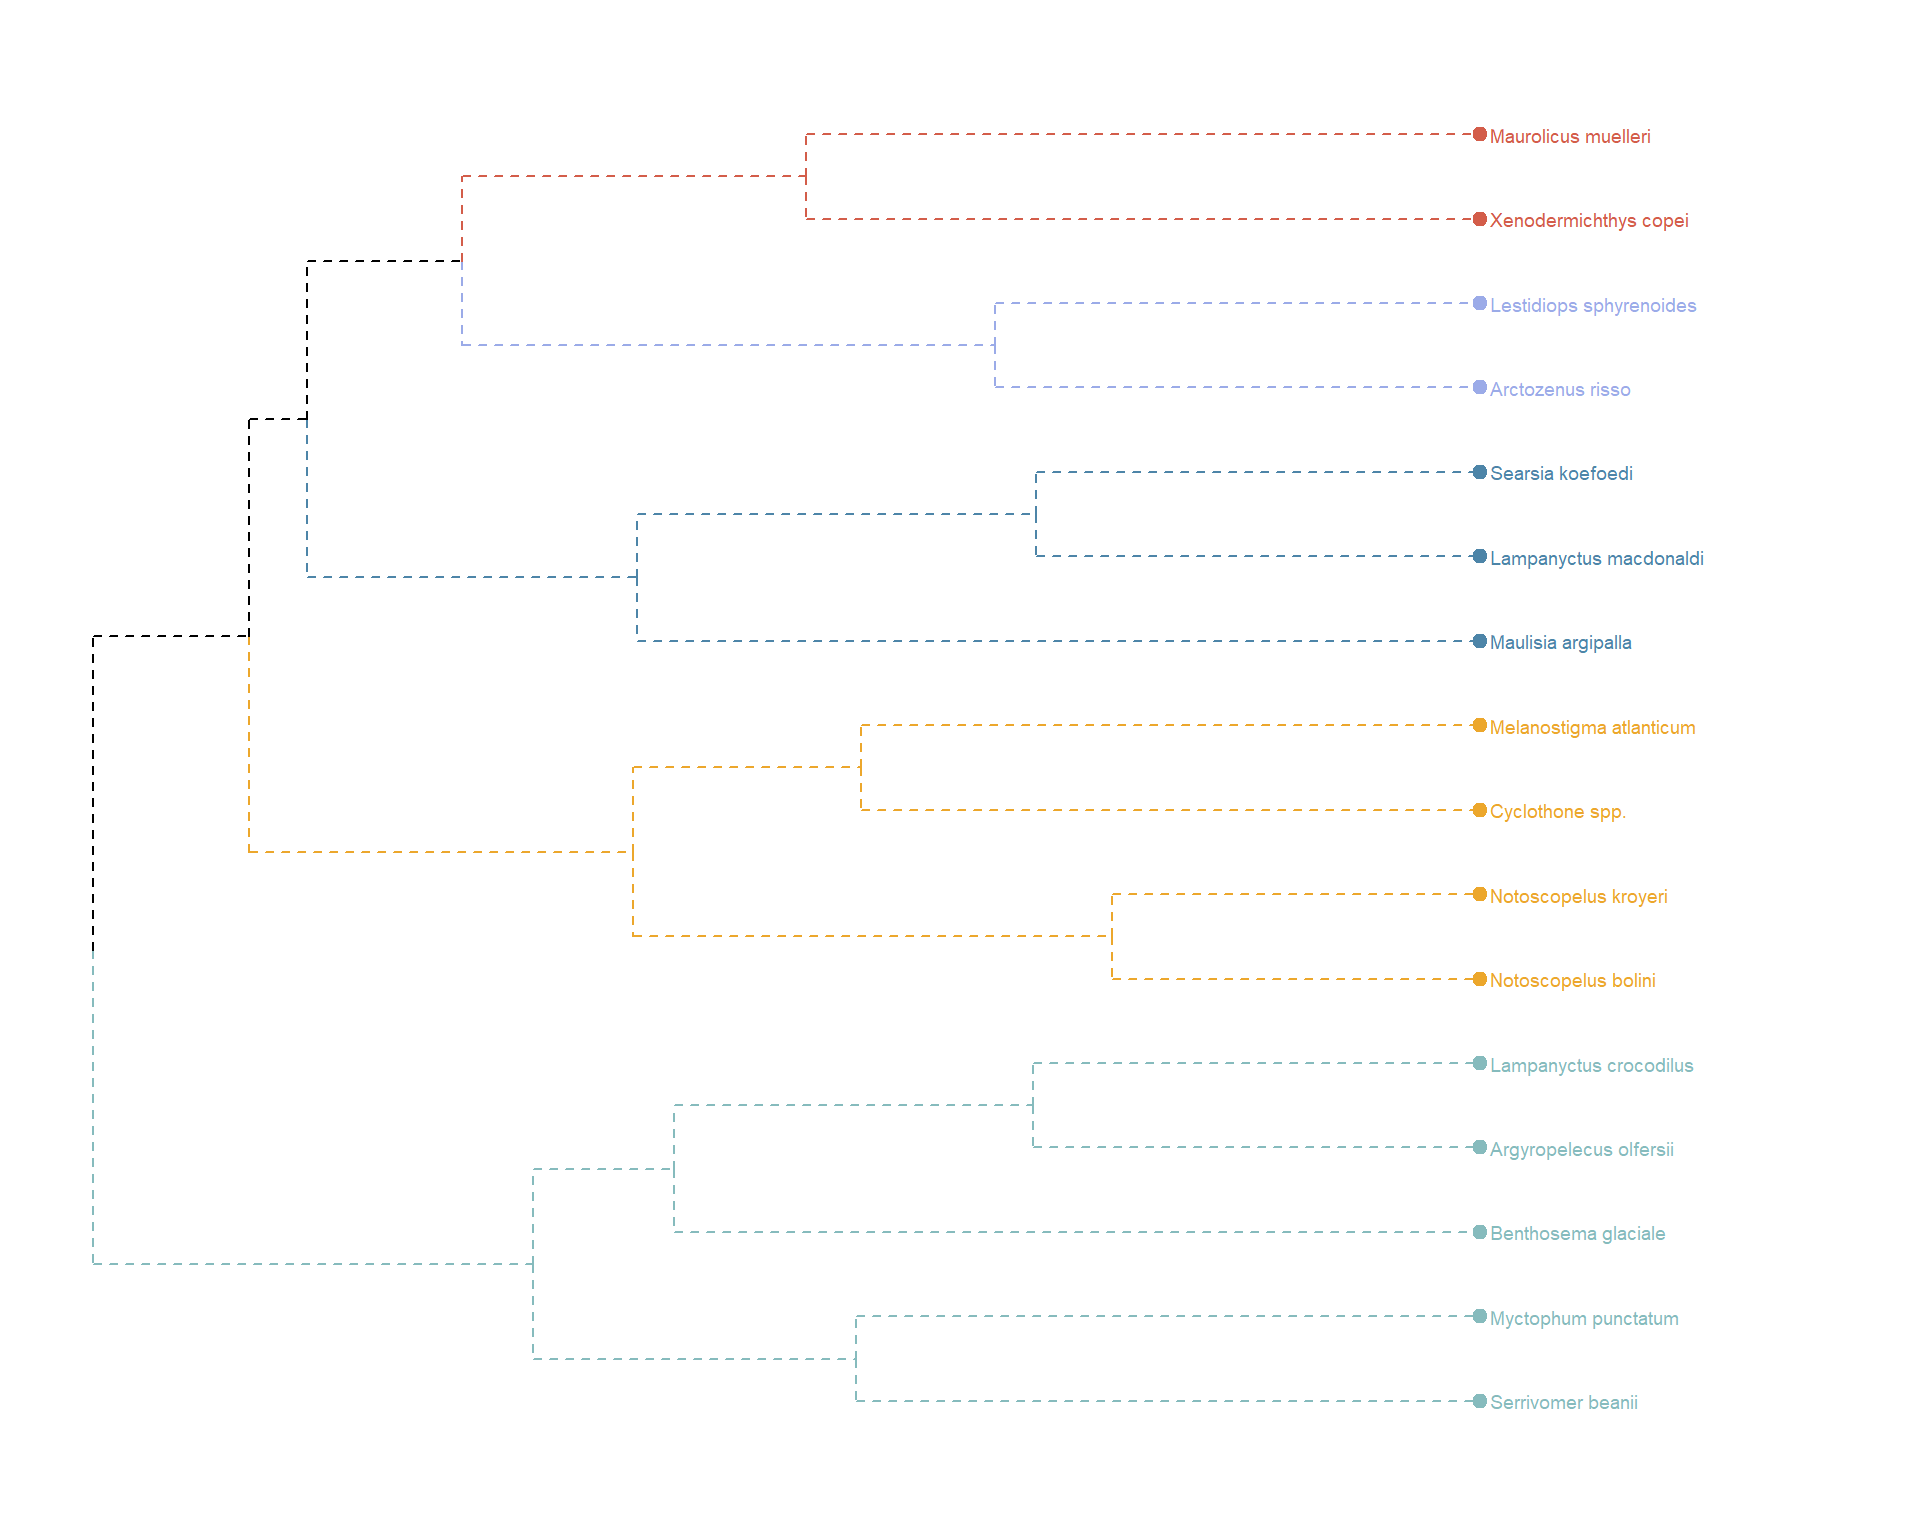 Maurolicus muelleri
Xenodermichthys copei
Lestidiops sphyrenoides
Arctozenus risso
Searsia koefoedi
Lampanyctus macdonaldi
Maulisia argipalla
Melanostigma atlanticum
Cyclothone spp.
Notoscopelus kroyeri
Notoscopelus bolini
Lampanyctus crocodilus
Argyropelecus olfersii
Benthosema glaciale
Myctophum punctatum
Serrivomer beanii